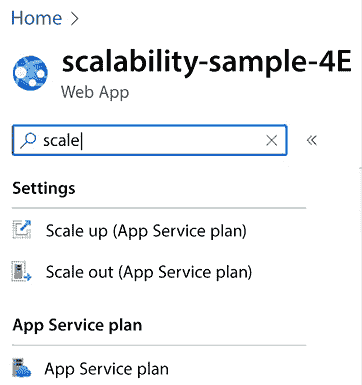 Home >
scalability-sample-4E
Web App
scale
Settings
Scale up (App Service plan)
Scale out (App Service plan)
App Service plan
App Service plan